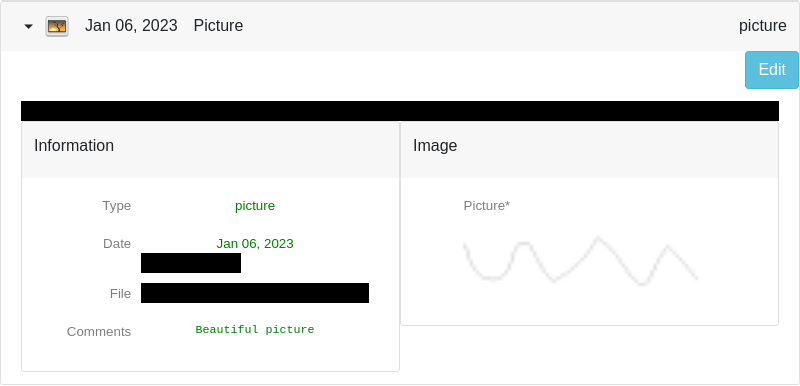 Jan 06, 2023 Picture picture
Edit
Information
Type picture
Date Jan 06, 2023
File
Comments Beautiful picture
Image
Picture*